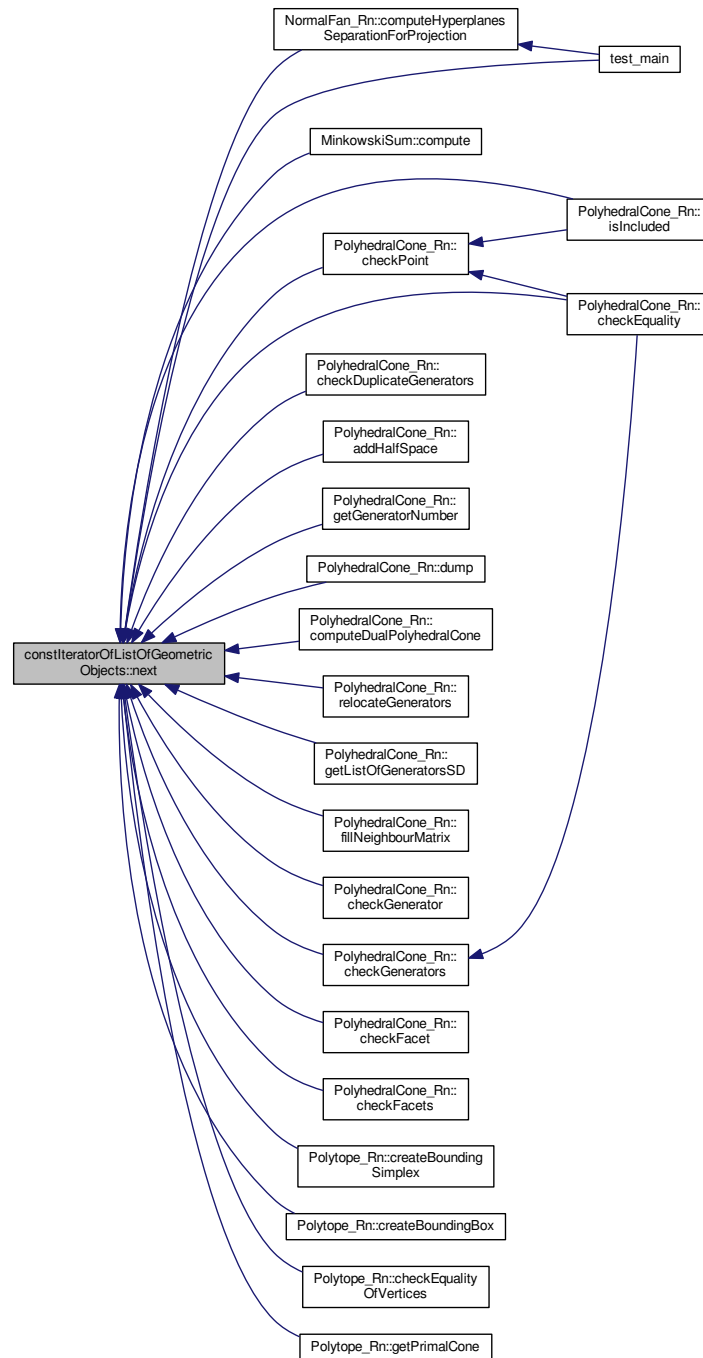 NormalFan_Rn::computeHyperplanes
SeparationForProjection
test_main
MinkowskiSum::compute
PolyhedralCone_Rn::
isIncluded
PolyhedralCone_Rn::
checkPoint
PolyhedralCone_Rn::
checkEquality
PolyhedralCone_Rn::
checkDuplicateGenerators
PolyhedralCone_Rn::
addHalfSpace
PolyhedralCone_Rn::
getGeneratorNumber
PolyhedralCone_Rn::dump
PolyhedralCone_Rn::
computeDualPolyhedralCone
constIteratorOfListOfGeometric
Objects::next
PolyhedralCone_Rn::
relocateGenerators
PolyhedralCone_Rn::
getListOfGeneratorsSD
PolyhedralCone_Rn::
fillNeighbourMatrix
PolyhedralCone_Rn::
checkGenerator
PolyhedralCone_Rn::
checkGenerators
PolyhedralCone_Rn::
checkFacet
PolyhedralCone_Rn::
checkFacets
Polytope_Rn::createBounding
Simplex
Polytope_Rn::createBoundingBox
Polytope_Rn::checkEquality
OfVertices
Polytope_Rn::getPrimalCone